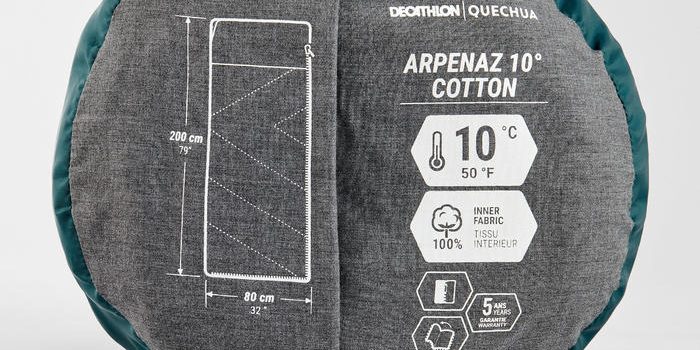 DECATHLON | QUECHUA
ARPENAZ 10°
COTTON
200 cm
79"
10 °C
50 °F
100%
INNER
FABRIC
TISSU
INTERIEUR
80 cm
32"
5 ANS
YEARS
GARANTIE
WARRANTY